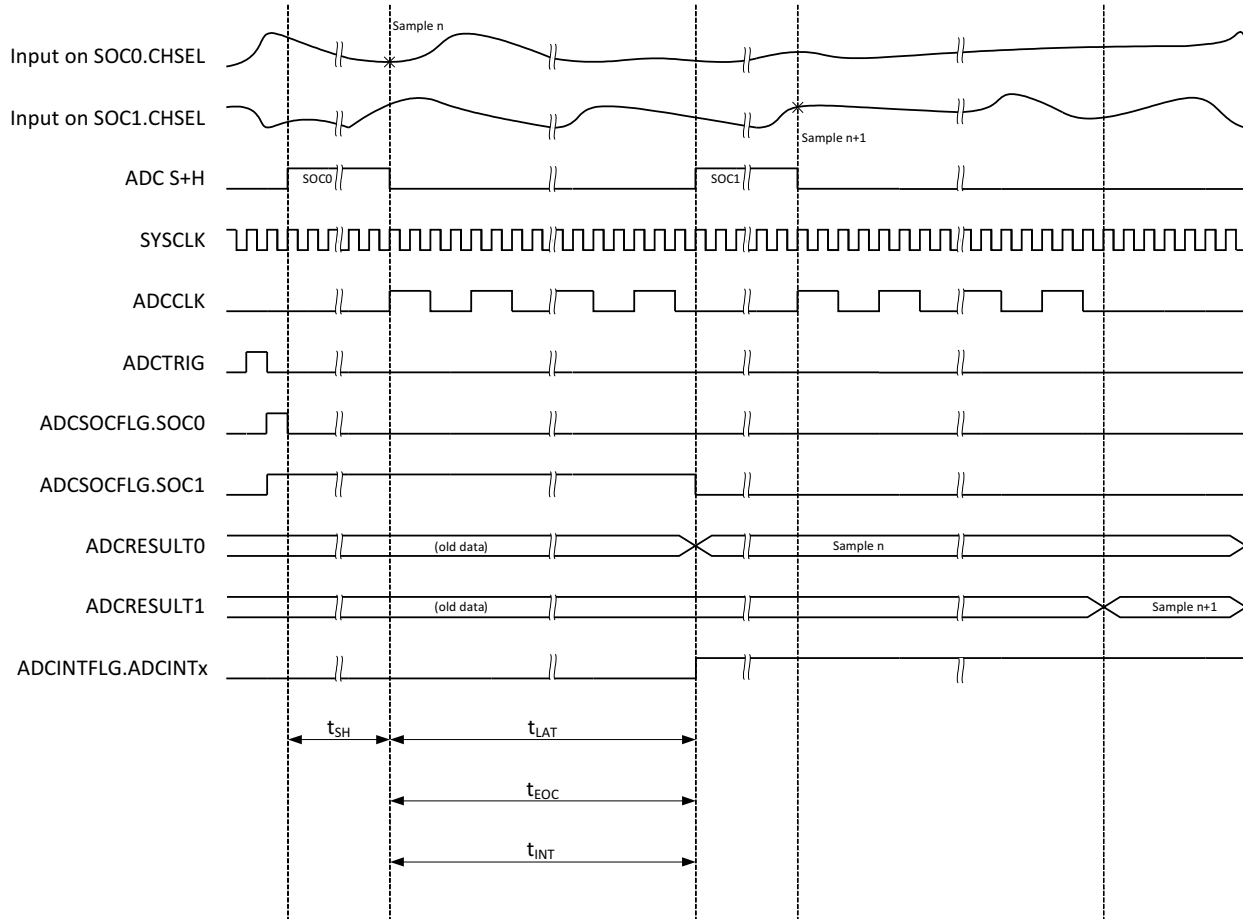 Sample n
Input on SOC0.CHSEL
Input on SOC1.CHSEL
Sample n+1
ADC S+H
SOC0
SOC1
SYSCLK
ADCCLK
ADCTRIG
ADCSOCFLG.SOC0
ADCSOCFLG.SOC1
ADCRESULT0
(old data)
Sample n
ADCRESULT1
(old data)
Sample n+1
ADCINTFLG.ADCINTx
tSH
tLAT
tEOC
tINT